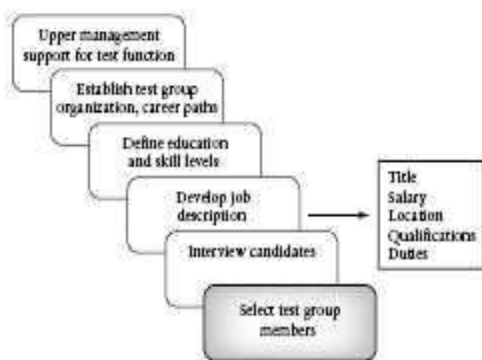 Upper management
support for test function
Establish test group
organization, career paths
Define education
and skill levels
Develop job
description
Title
Salary
Location
Qualifications
Duties
Interview candidates
Select test group
members